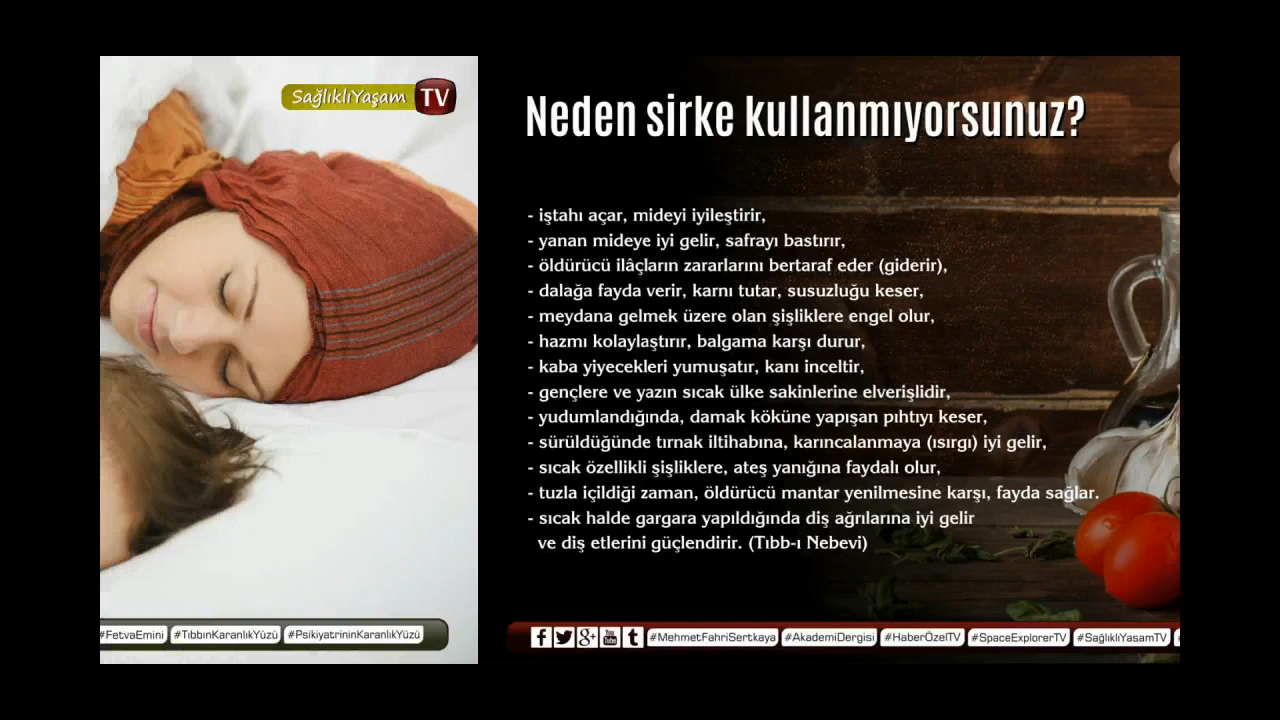 SağlıklıYaşam TV
#FetvaEmini #TıbbınKaranlıkYüzü #PsikiyatrininKaranlıkYüzü
Neden sirke kullanmıyorsunuz?
- iştahı açar, mideyi iyileştirir,
- yanan mideye iyi gelir, safrayı bastırır,
- öldürücü ilâçların zararlarını bertaraf eder (giderir),
- dalağa fayda verir, karnı tutar, susuzluğu keser,
- meydana gelmek üzere olan şişliklere engel olur,
- hazmı kolaylaştırır, balgama karşı durur,
- kaba yiyecekleri yumuşatır, kanı inceltir,
- gençlere ve yazın sıcak ülke sakinlerine elverişlidir,
- yudumlandığında, damak köküne yapışan pıhtıyı keser,
- sürüldüğünde tırnak iltihabına, karıncalanmaya (ısırgı) iyi gelir,
- sıcak özellikli şişliklere, ateş yanığına faydalı olur,
- tuzla içildiği zaman, öldürücü mantar yenilmesine karşı, fayda sağlar.
- sıcak halde gargara yapıldığında diş ağrılarına iyi gelir
ve diş etlerini güçlendirir. (Tıbb-ı Nebevi)
f g+ You Tube t #MehmetFahriSertkaya #AkademiDergisi #HaberÖzelTV #SpaceExplorerTV #SağlıklıYasamTV #